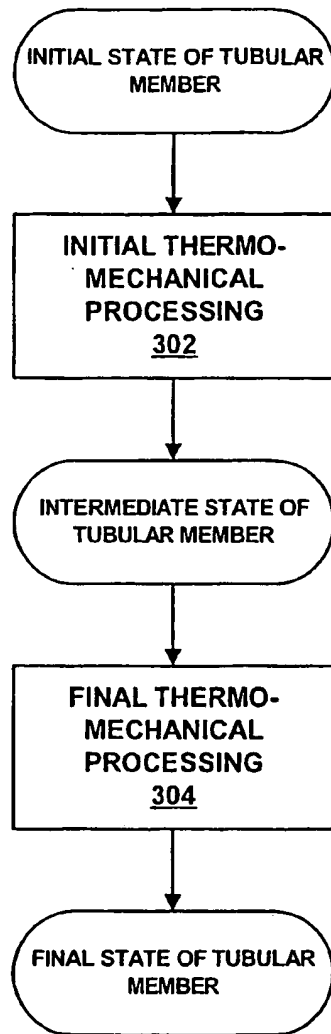 INITIAL STATE OF TUBULAR
MEMBER
INITIAL THERMO-
MECHANICAL
PROCESSING
302
INTERMEDIATE STATE OF
TUBULAR MEMBER
FINAL THERMO-
MECHANICAL
PROCESSING
304
FINAL STATE OF TUBULAR
MEMBER